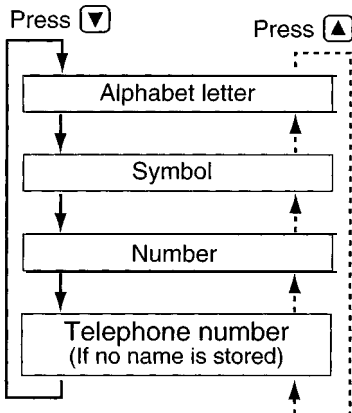 Press ▼
Press ▲
Alphabet letter
Symbol
Number
Telephone number
(If no name is stored)